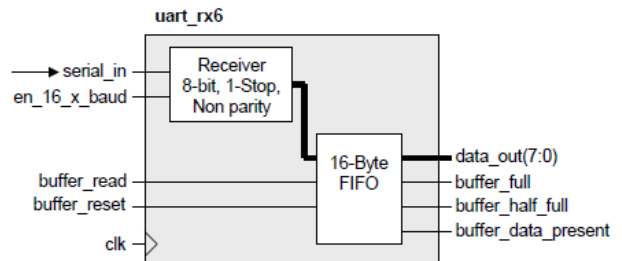 uart_rx6
serial_in
en_16_x_baud
Receiver
8-bit, 1-Stop,
Non parity
16-Byte
FIFO
buffer_read
buffer_reset
clk
data_out(7:0)
buffer_full
buffer_half_full
buffer_data_present